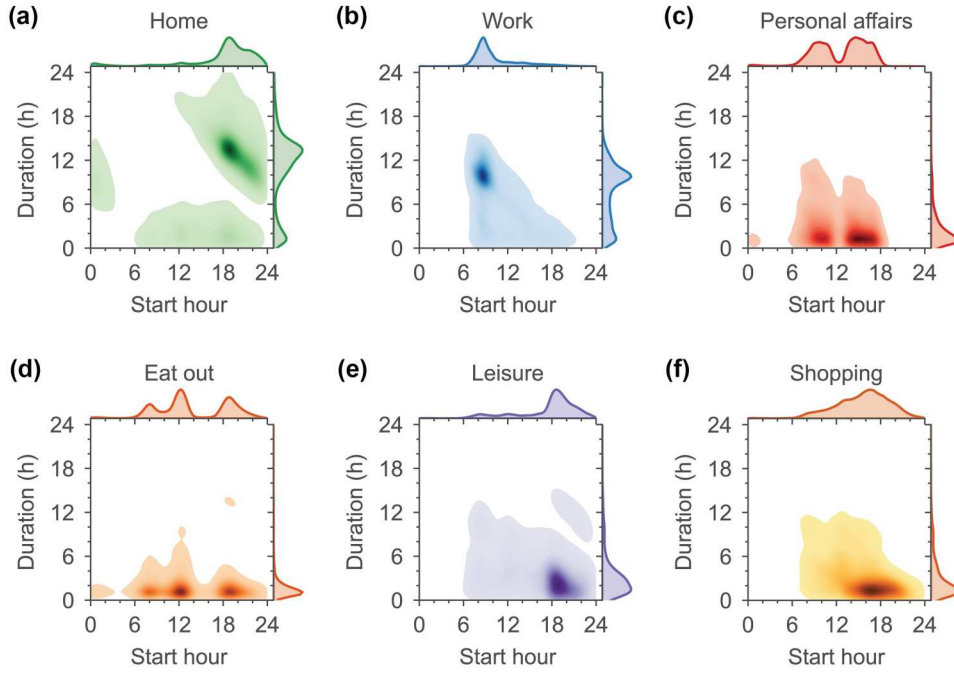 (a) Home
24
18
12
6
0
Duration (h)
0 6 12 18 24
Start hour
(b) Work
24
18
12
6
0
Duration (h)
0 6 12 18 24
Start hour
(c) Personal affairs
24
18
12
6
0
Duration (h)
0 6 12 18 24
Start hour
(d) Eat out
24
18
12
6
0
Duration (h)
0 6 12 18 24
Start hour
(e) Leisure
24
18
12
6
0
Duration (h)
0 6 12 18 24
Start hour
(f) Shopping
24
18
12
6
0
Duration (h)
0 6 12 18 24
Start hour